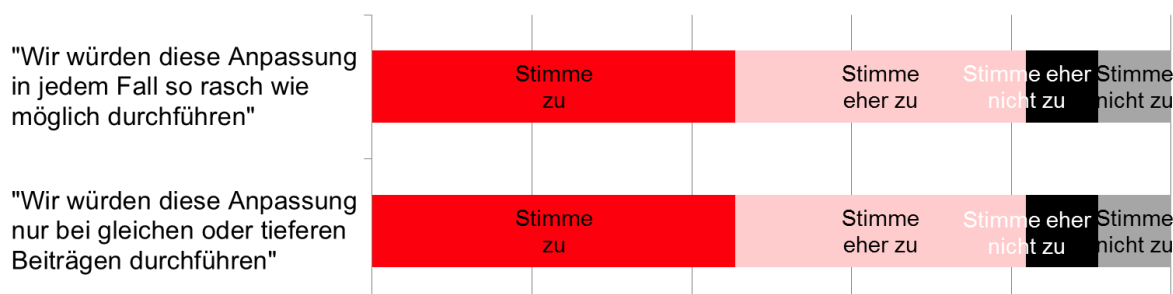 "Wir würden diese Anpassung
in jedem Fall so rasch wie
möglich durchführen"
Stimme
zu
Stimme
eher zu
Stimme eher
nicht zu
Stimme
nicht zu
"Wir würden diese Anpassung
nur bei gleichen oder tieferen
Beiträgen durchführen"
Stimme
zu
Stimme
eher zu
Stimme eher
nicht zu
Stimme
nicht zu